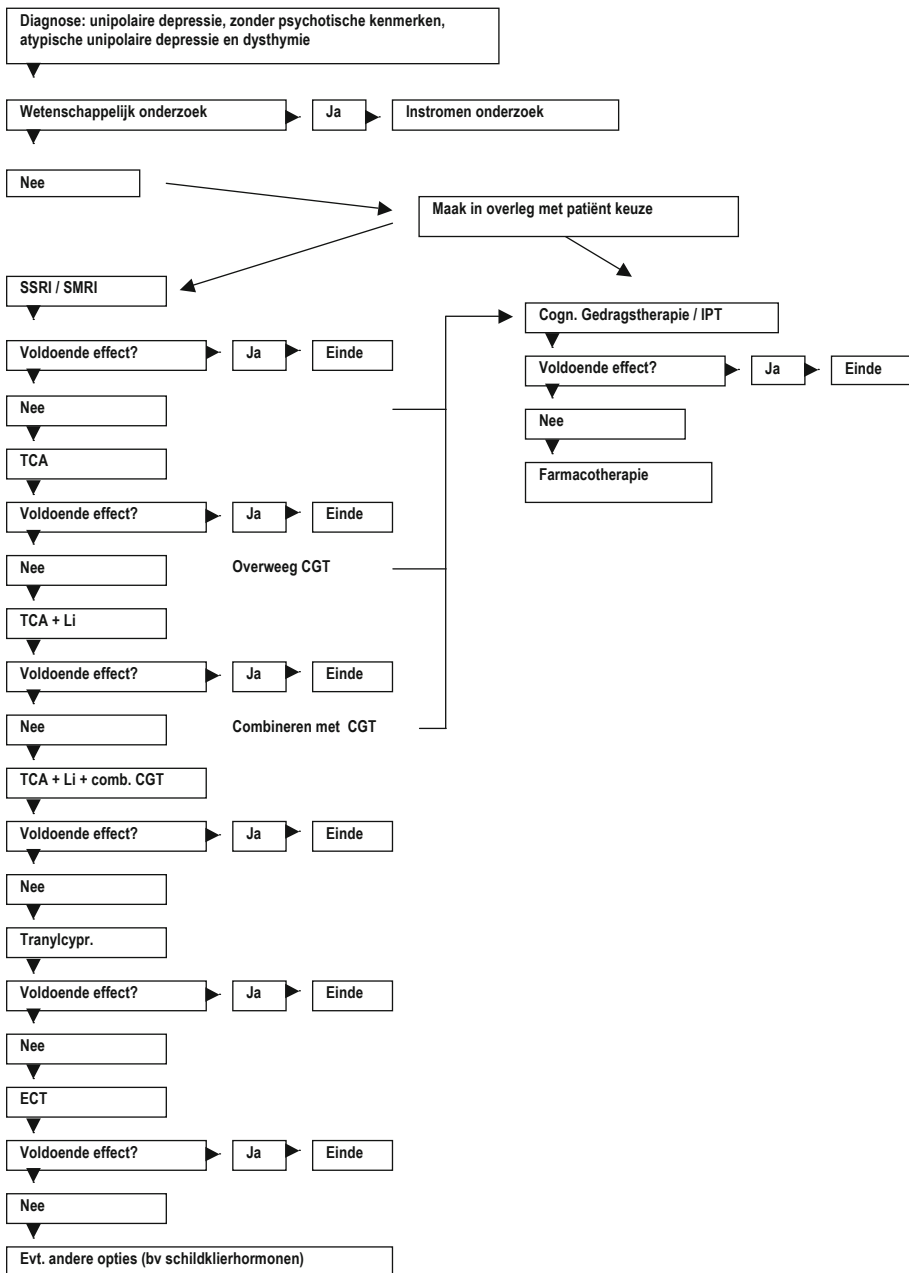 Diagnose: unipolaire depressie, zonder psychotische kenmerken,
atypische unipolaire depressie en dysthymie
Wetenschappelijk onderzoek
Ja
Instromen onderzoek
Nee
Maak in overleg met patiënt keuze
SSRI / SMRI
Cogn. Gedragstherapie / IPT
Voldoende effect?
Ja
Einde
Voldoende effect?
Ja
Einde
Nee
Nee
TCA
Farmacotherapie
Voldoende effect?
Ja
Einde
Nee
Overweeg CGT
TCA + Li
Voldoende effect?
Ja
Einde
Nee
Combineren met CGT
TCA + Li + comb. CGT
Voldoende effect?
Ja
Einde
Nee
Tranylcypr.
Voldoende effect?
Ja
Einde
Nee
ECT
Voldoende effect?
Ja
Einde
Nee
Evt. andere opties (bv schildklierhormonen)